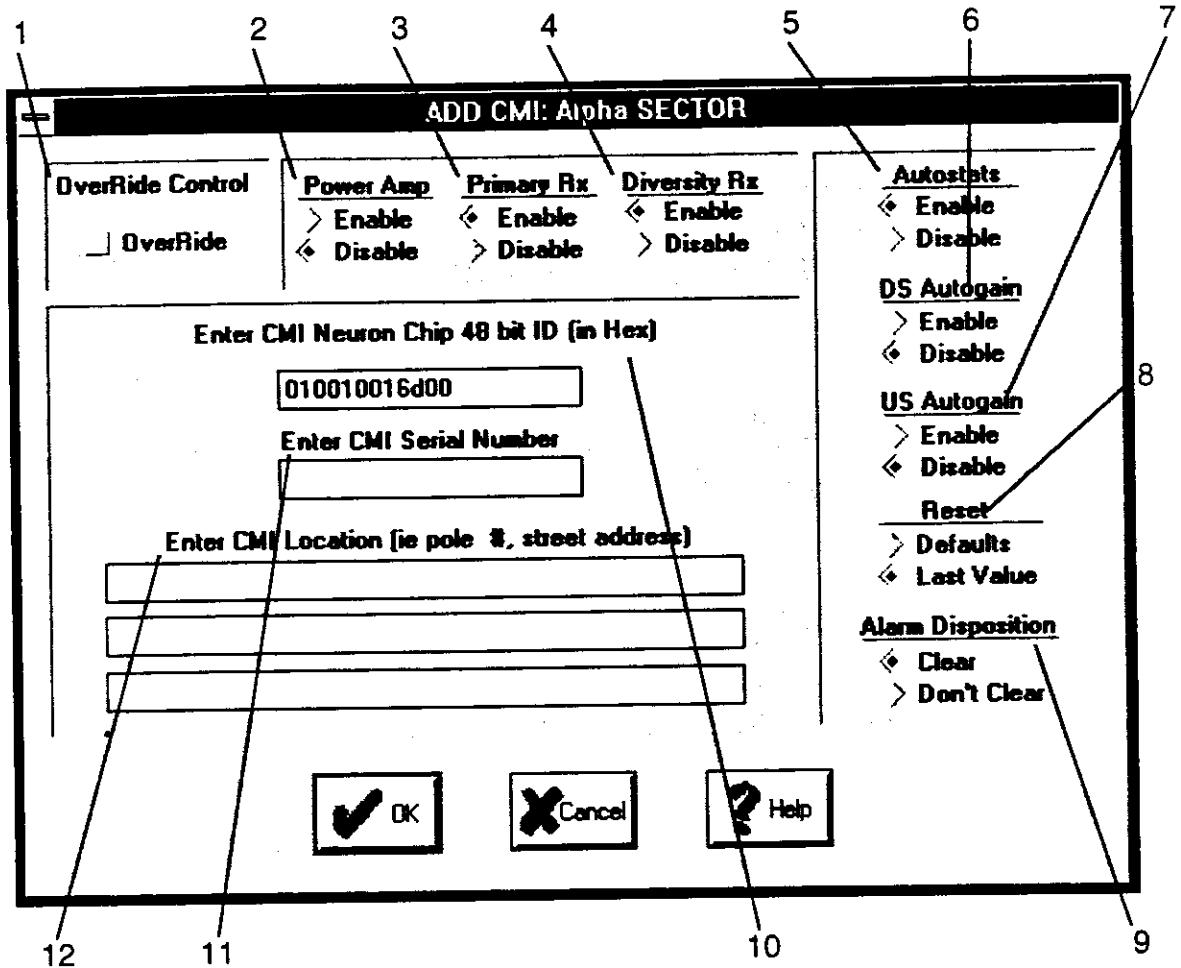 1 2 3 4 5 6 7
ADD CMI: Alpha SECTOR
OverRide Control
OverRide
Power Amp
Enable
Disable
Primary Rx
Enable
Disable
Diversity Rx
Enable
Disable
Autostats
Enable
Disable
DS Autogain
Enable
Disable
US Autogain
Enable
Disable
8
Reset
Defaults
Last Value
Alarm Disposition
Clear
Don't Clear
Enter CMI Neuron Chip 48 bit ID (in Hex)
010010016d00
Enter CMI Serial Number
Enter CMI Location (ie pole #, street address)
OK
Cancel
Help
12 11 10 9